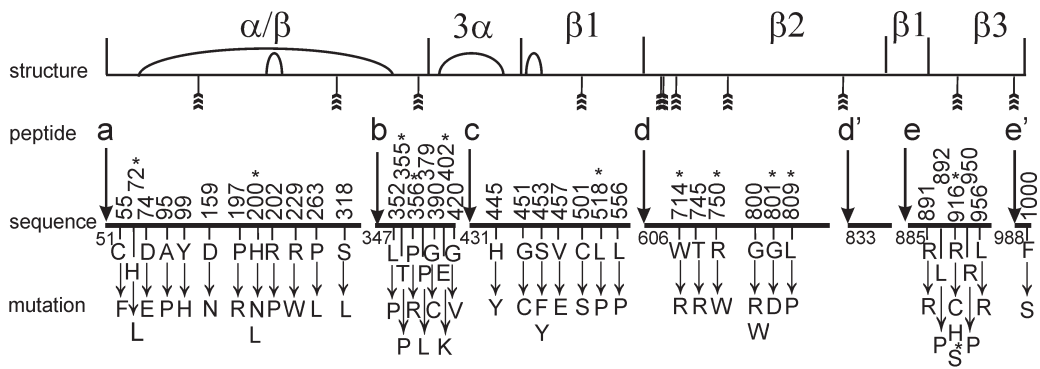 α/β 3α β1 β2 β1 β3
structure
peptide a b c d d' e e'
55 72* 74 95 99 159 197 200* 202 229 263 318 352 355* 356* 379 390 402* 420 445 451 453 457 501 518* 556 714* 745 750* 800 801* 809* 891 892 916* 950 956 1000
sequence
51 347 431 606 833 885 988
C D A Y D P H R R P S L P G G H G S V C L L W T R G G L R R L F
H T P E L R
mutation F E P H N R N P W L L P R C V Y C F E S P P R R W R D P R C R S
L L P L K Y W P H P
S*